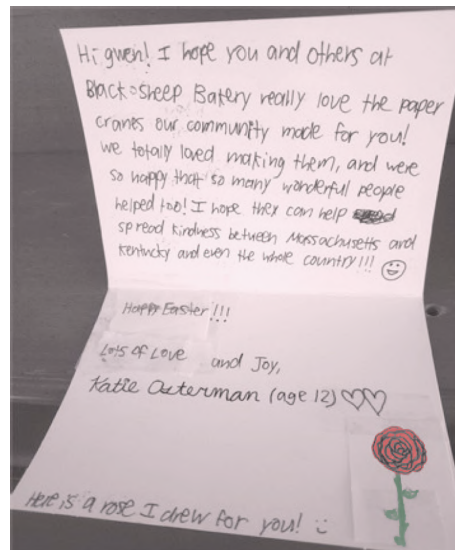 Hi gwen! I hope you and others at
Black Sheep Bakery really love the paper
cranes our community made for you!
we totally loved making them, and were
so happy that so many wonderful people
helped too! I hope they can help
spread kindness between Massachusetts and
Kentucky and even the whole country!!!
Happy Easter!!!
Lots of Love and Joy,
Katie Osterman (age 12)
Here is a rose I drew for you!